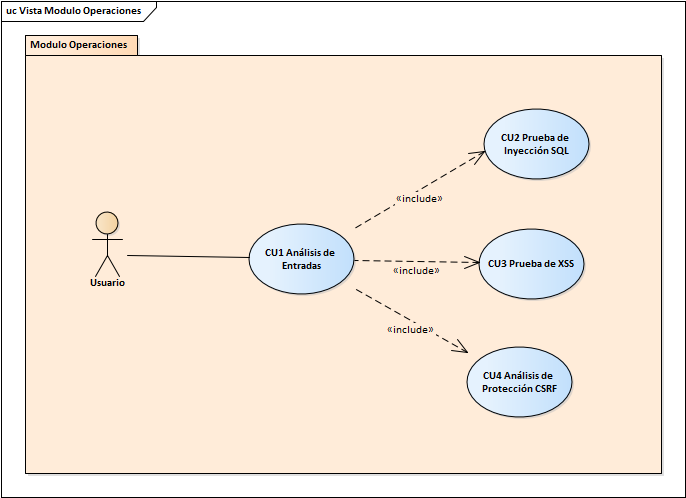 uc Vista Modulo Operaciones
Modulo Operaciones
CU2 Prueba de
Inyección SQL
«include»
CU1 Análisis de
Entradas
CU3 Prueba de XSS
«include»
Usuario
«include»
CU4 Análisis de
Protección CSRF